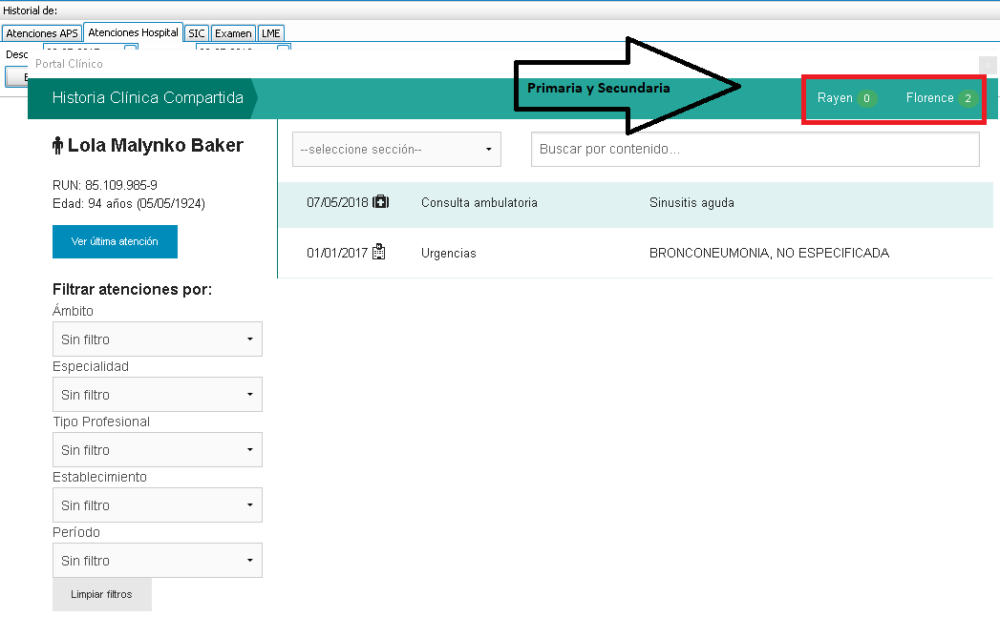 Historial de:
Atenciones APS Atenciones Hospital SIC Examen LME
Desc
Portal Clínico
Historia Clínica Compartida Primaria y Secundaria Rayen 0 Florence 2
Lola Malynko Baker
--seleccione sección-- Buscar por contenido...
RUN: 85.109.985-9
Edad: 94 años (05/05/1924)
07/05/2018 Consulta ambulatoria Sinusitis aguda
Ver última atención
01/01/2017 Urgencias BRONCONEUMONIA, NO ESPECIFICADA
Filtrar atenciones por:
Ámbito
Sin filtro
Especialidad
Sin filtro
Tipo Profesional
Sin filtro
Establecimiento
Sin filtro
Período
Sin filtro
Limpiar filtros